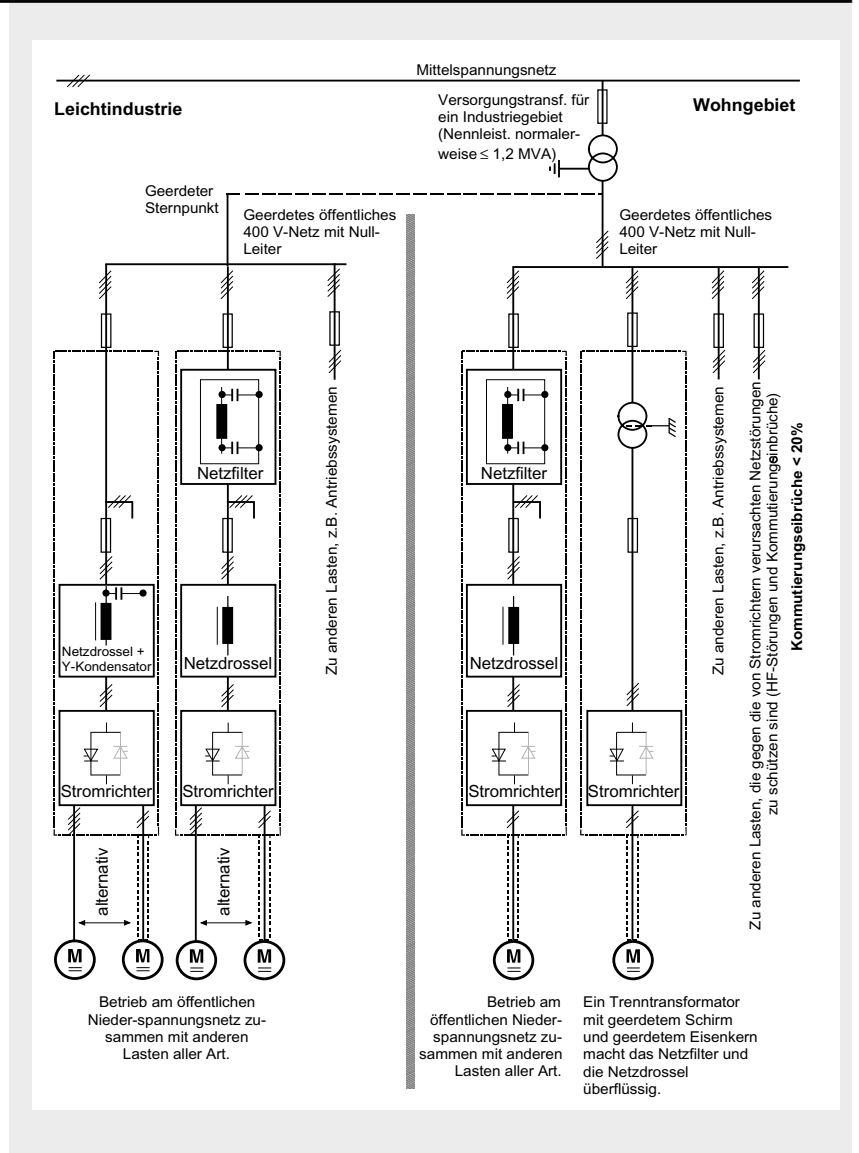 Mittelspannungsnetz
Leichtindustrie
Versorgungstransf. für
ein Industriegebiet
(Nennleist. normaler-
weise ≤ 1,2 MVA)
Wohngebiet
Geerdeter
Sternpunkt
Geerdetes öffentliches
400 V-Netz mit Null-
Leiter
Geerdetes öffentliches
400 V-Netz mit Null-
Leiter
Netzfilter
Netzdrossel +
Y-Kondensator
Netzdrossel
Stromrichter
Stromrichter
Zu anderen Lasten, z.B. Antriebssystemen
alternativ
alternativ
M
M
M
M
Betrieb am öffentlichen
Nieder-spannungsnetz zu-
sammen mit anderen
Lasten aller Art.
Netzfilter
Netzdrossel
Stromrichter
Stromrichter
Zu anderen Lasten, z.B. Antriebssystemen
Zu anderen Lasten, die gegen die von Stromrichtern verursachten Netzstörungen
zu schützen sind (HF-Störungen und Kommutierungseinbrüche)
Kommutierungseibrüche < 20%
M
M
Betrieb am
öffentlichen Nieder-
spannungsnetz zu-
sammen mit anderen
Lasten aller Art.
Ein Trenntransformator
mit geerdetem Schirm
und geerdetem Eisenkern
macht das Netzfilter und
die Netzdrossel
überflüssig.